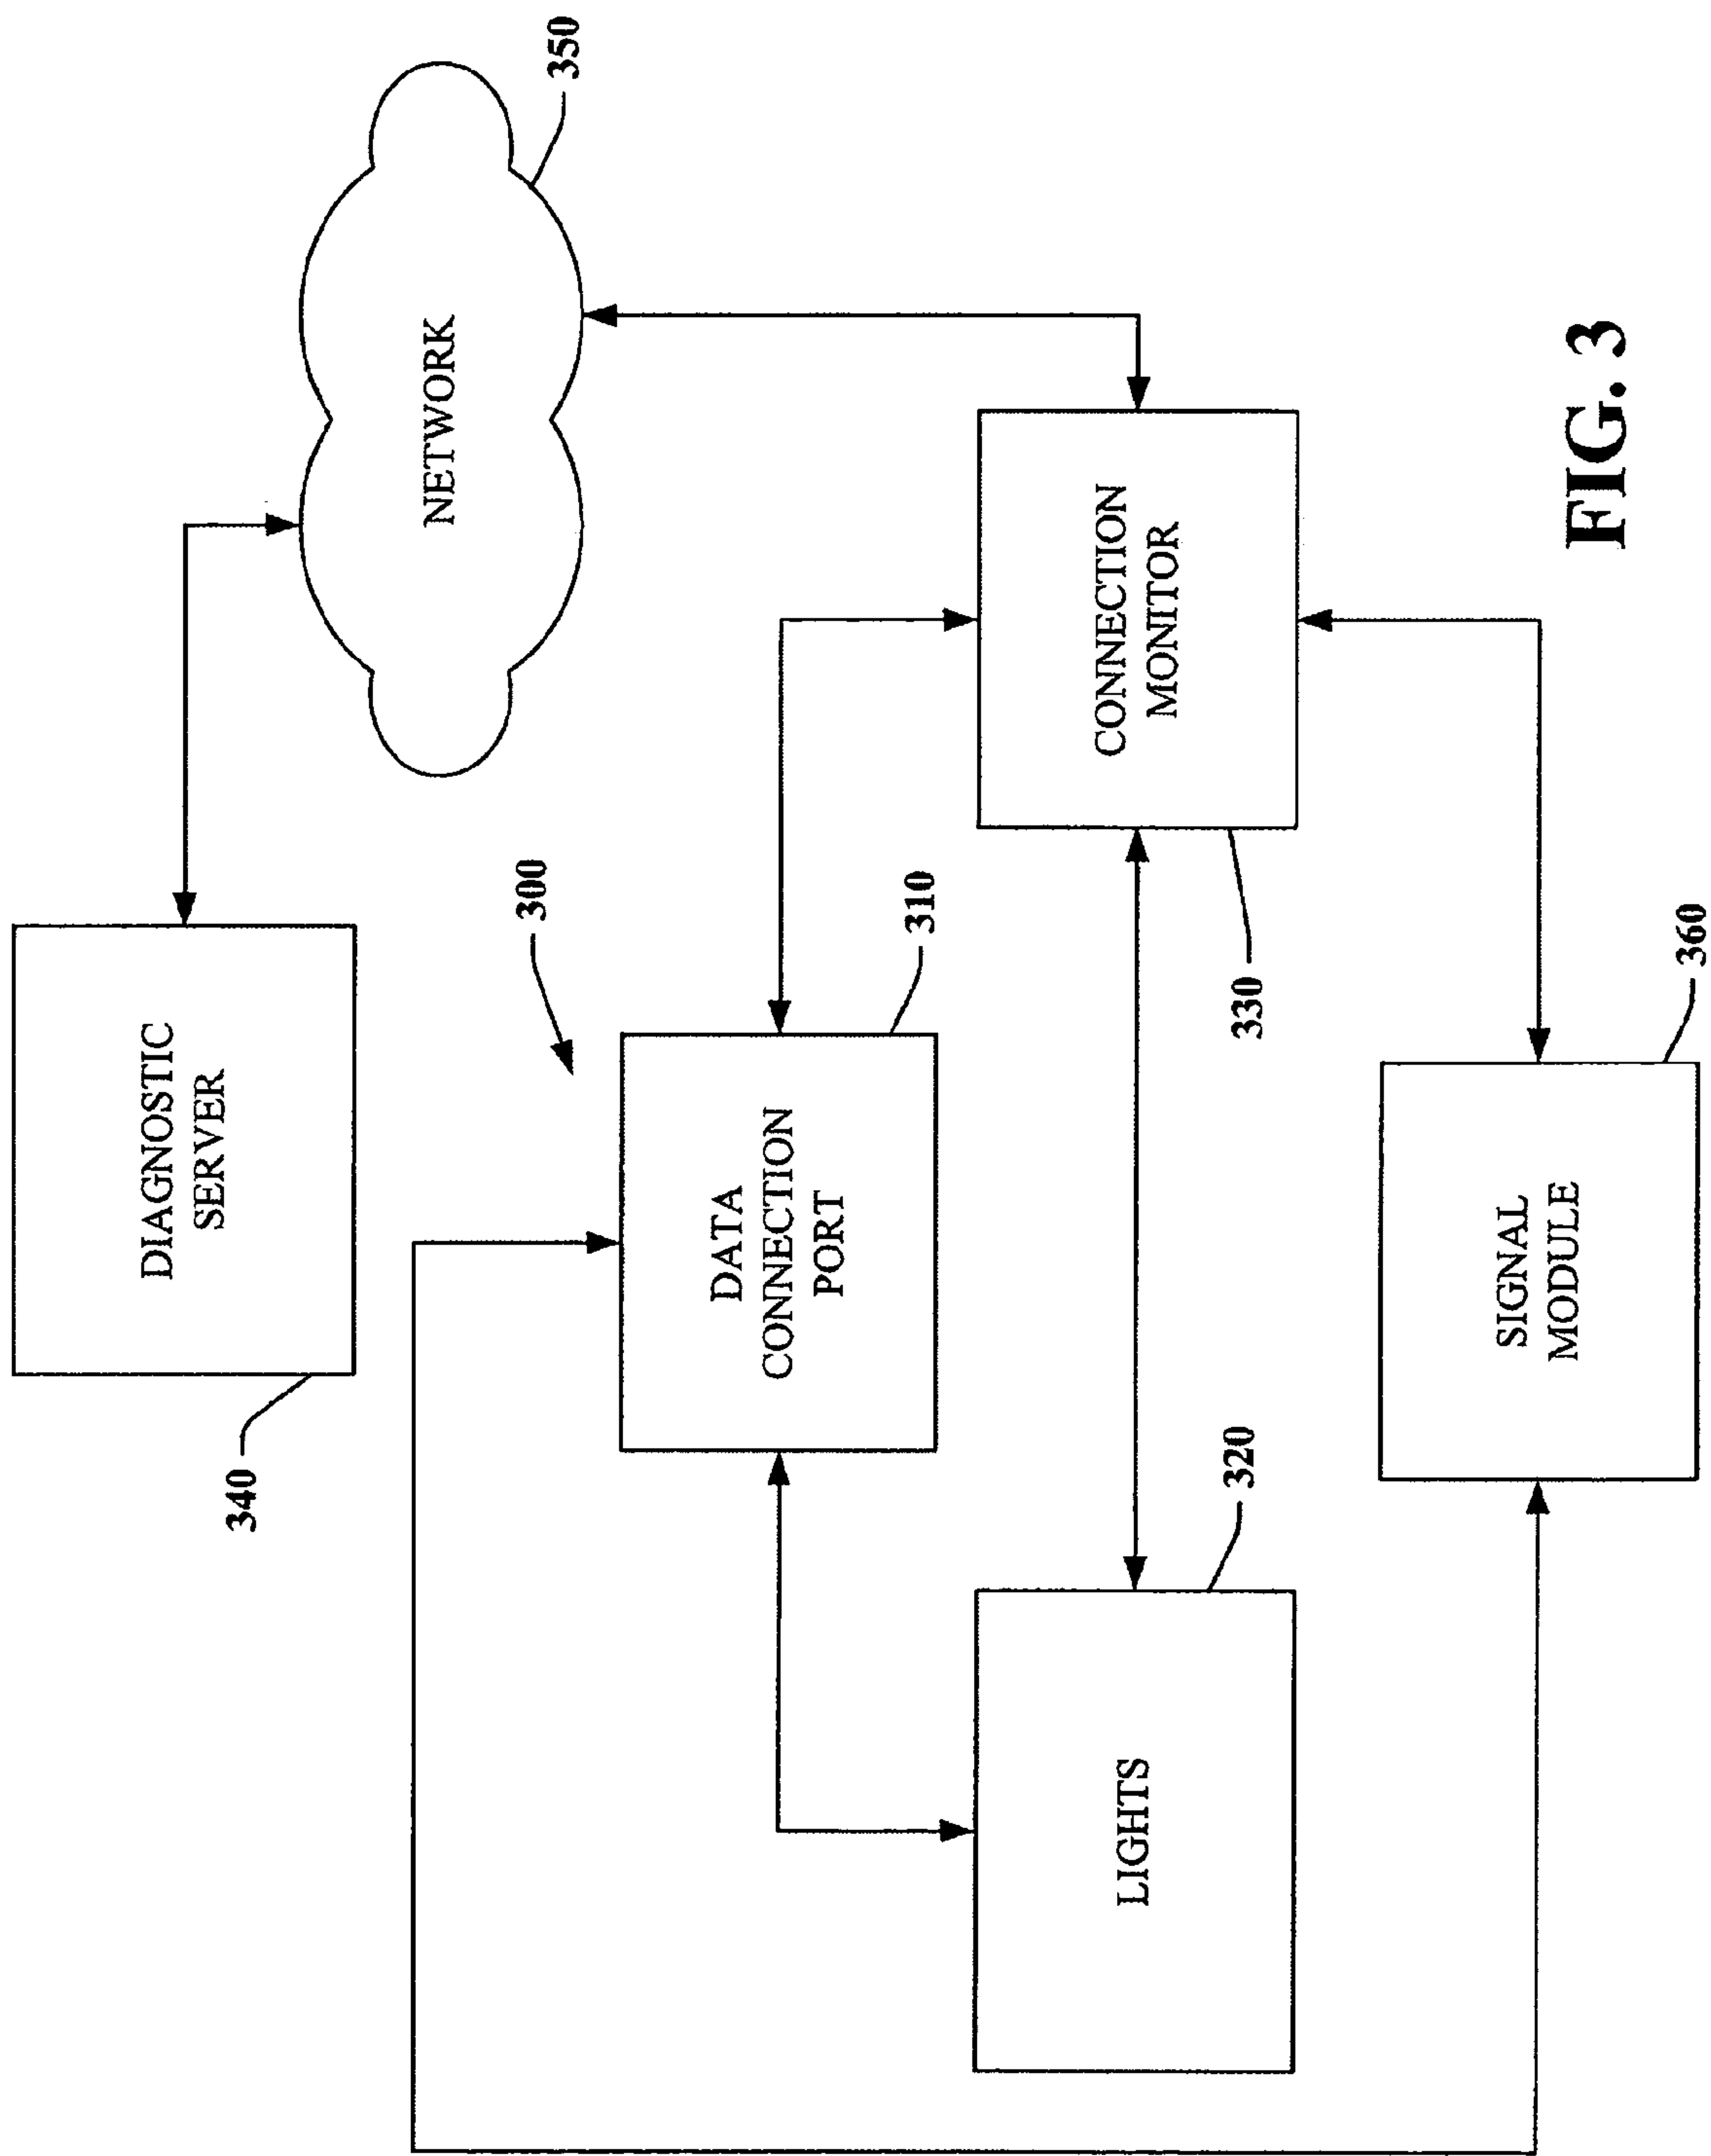 340
DIAGNOSTIC
SERVER
NETWORK
350
300
DATA
CONNECTION
PORT
310
LIGHTS
320
CONNECTION
MONITOR
330
SIGNAL
MODULE
360
FIG. 3